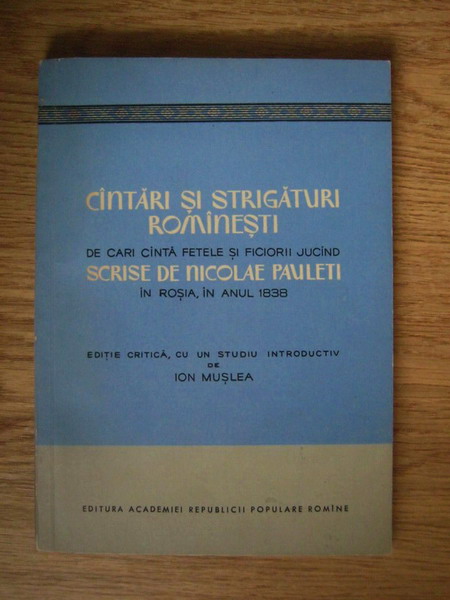 CÎNTĂRI ȘI STRIGĂTURI
ROMÎNEȘTI
DE CARI CÎNTĂ FETELE ȘI FICIORII JUCÎND
SCRISE DE NICOLAE PAULETI
ÎN ROȘIA, ÎN ANUL 1838
EDIȚIE CRITICĂ, CU UN STUDIU INTRODUCTIV
DE
ION MUȘLEA
EDITURA ACADEMIEI REPUBLICII POPULARE ROMÎNE